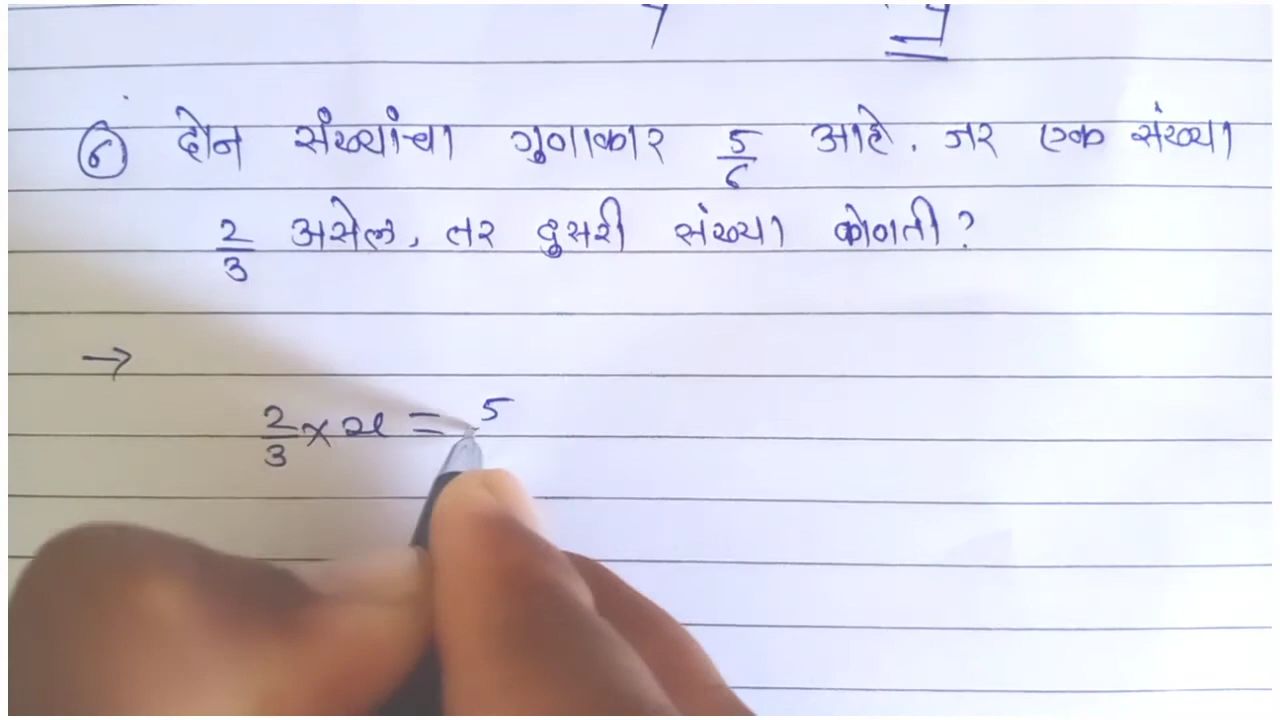 ⑥ दोन संख्यांचा गुणाकार 5/6 आहे. जर एक संख्या
2/3 असेल, तर दुसरी संख्या कोणती?
→
2/3 × x = 5